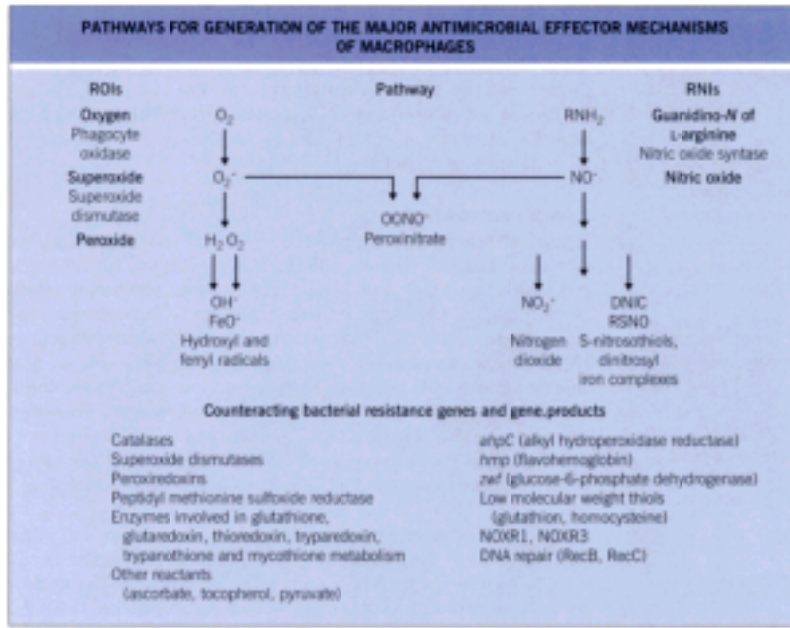 PATHWAYS FOR GENERATION OF THE MAJOR ANTIMICROBIAL EFFECTOR MECHANISMS
OF MACROPHAGES
ROIs
Pathway
RNIs
Oxygen
Phagocyte
oxidase
O₂
RNH₂
Guanidino-N of
L-arginine
Nitric oxide syntase
Superoxide
Superoxide
dismutase
O₂⁻
NO⁻
Nitric oxide
OONO⁻
Peroxinitrate
Peroxide
H₂O₂
OH⁻
FeO⁻
Hydroxyl and
ferryl radicals
NO₂⁻
Nitrogen
dioxide
DNIC
RSNO
S-nitrosothiols,
dinitrosyl
iron complexes
Counteracting bacterial resistance genes and gene.products
Catalases
Superoxide dismutases
Peroxiredoxins
Peptidyl methionine sulfoxide reductase
Enzymes involved in glutathione,
glutaredoxin, thioredoxin, tryparedoxin,
trypanothione and mycothione metabolism
Other reactants
(ascorbate, tocopherol, pyruvate)
ahpC (alkyl hydroperoxidase reductase)
hmp (flavohemoglobin)
zwf (glucose-6-phosphate dehydrogenase)
Low molecular weight thiols
(glutathion, homocysteine)
NOXR1, NOXR3
DNA repair (RecB, RecC)